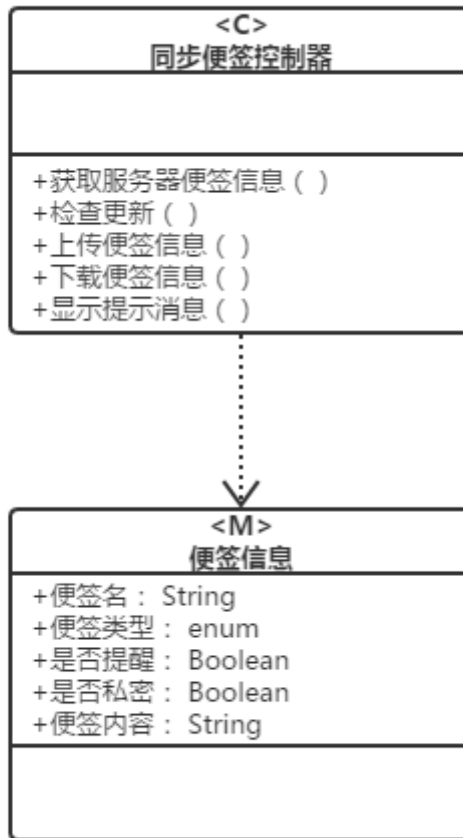 <C>
同步便签控制器
+获取服务器便签信息( )
+检查更新( )
+上传便签信息( )
+下载便签信息( )
+显示提示消息( )
<M>
便签信息
+便签名： String
+便签类型： enum
+是否提醒： Boolean
+是否私密： Boolean
+便签内容： String